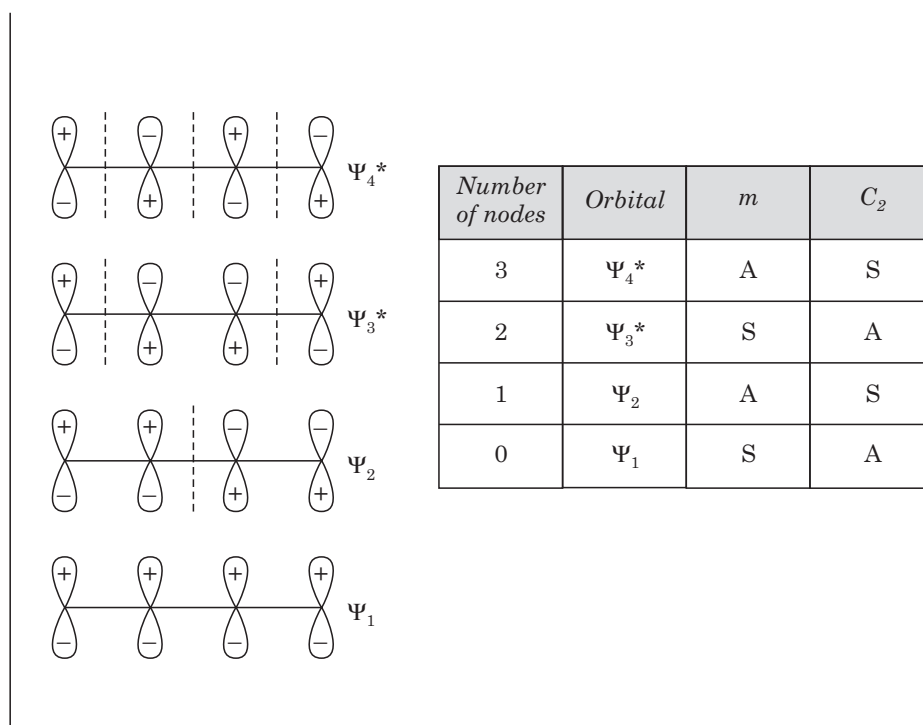 + − + −
− + − +
Ψ₄*
+ − − +
− + + −
Ψ₃*
+ + − −
− − + +
Ψ₂
+ + + +
− − − −
Ψ₁
Number of nodes Orbital m C₂
3 Ψ₄* A S
2 Ψ₃* S A
1 Ψ₂ A S
0 Ψ₁ S A